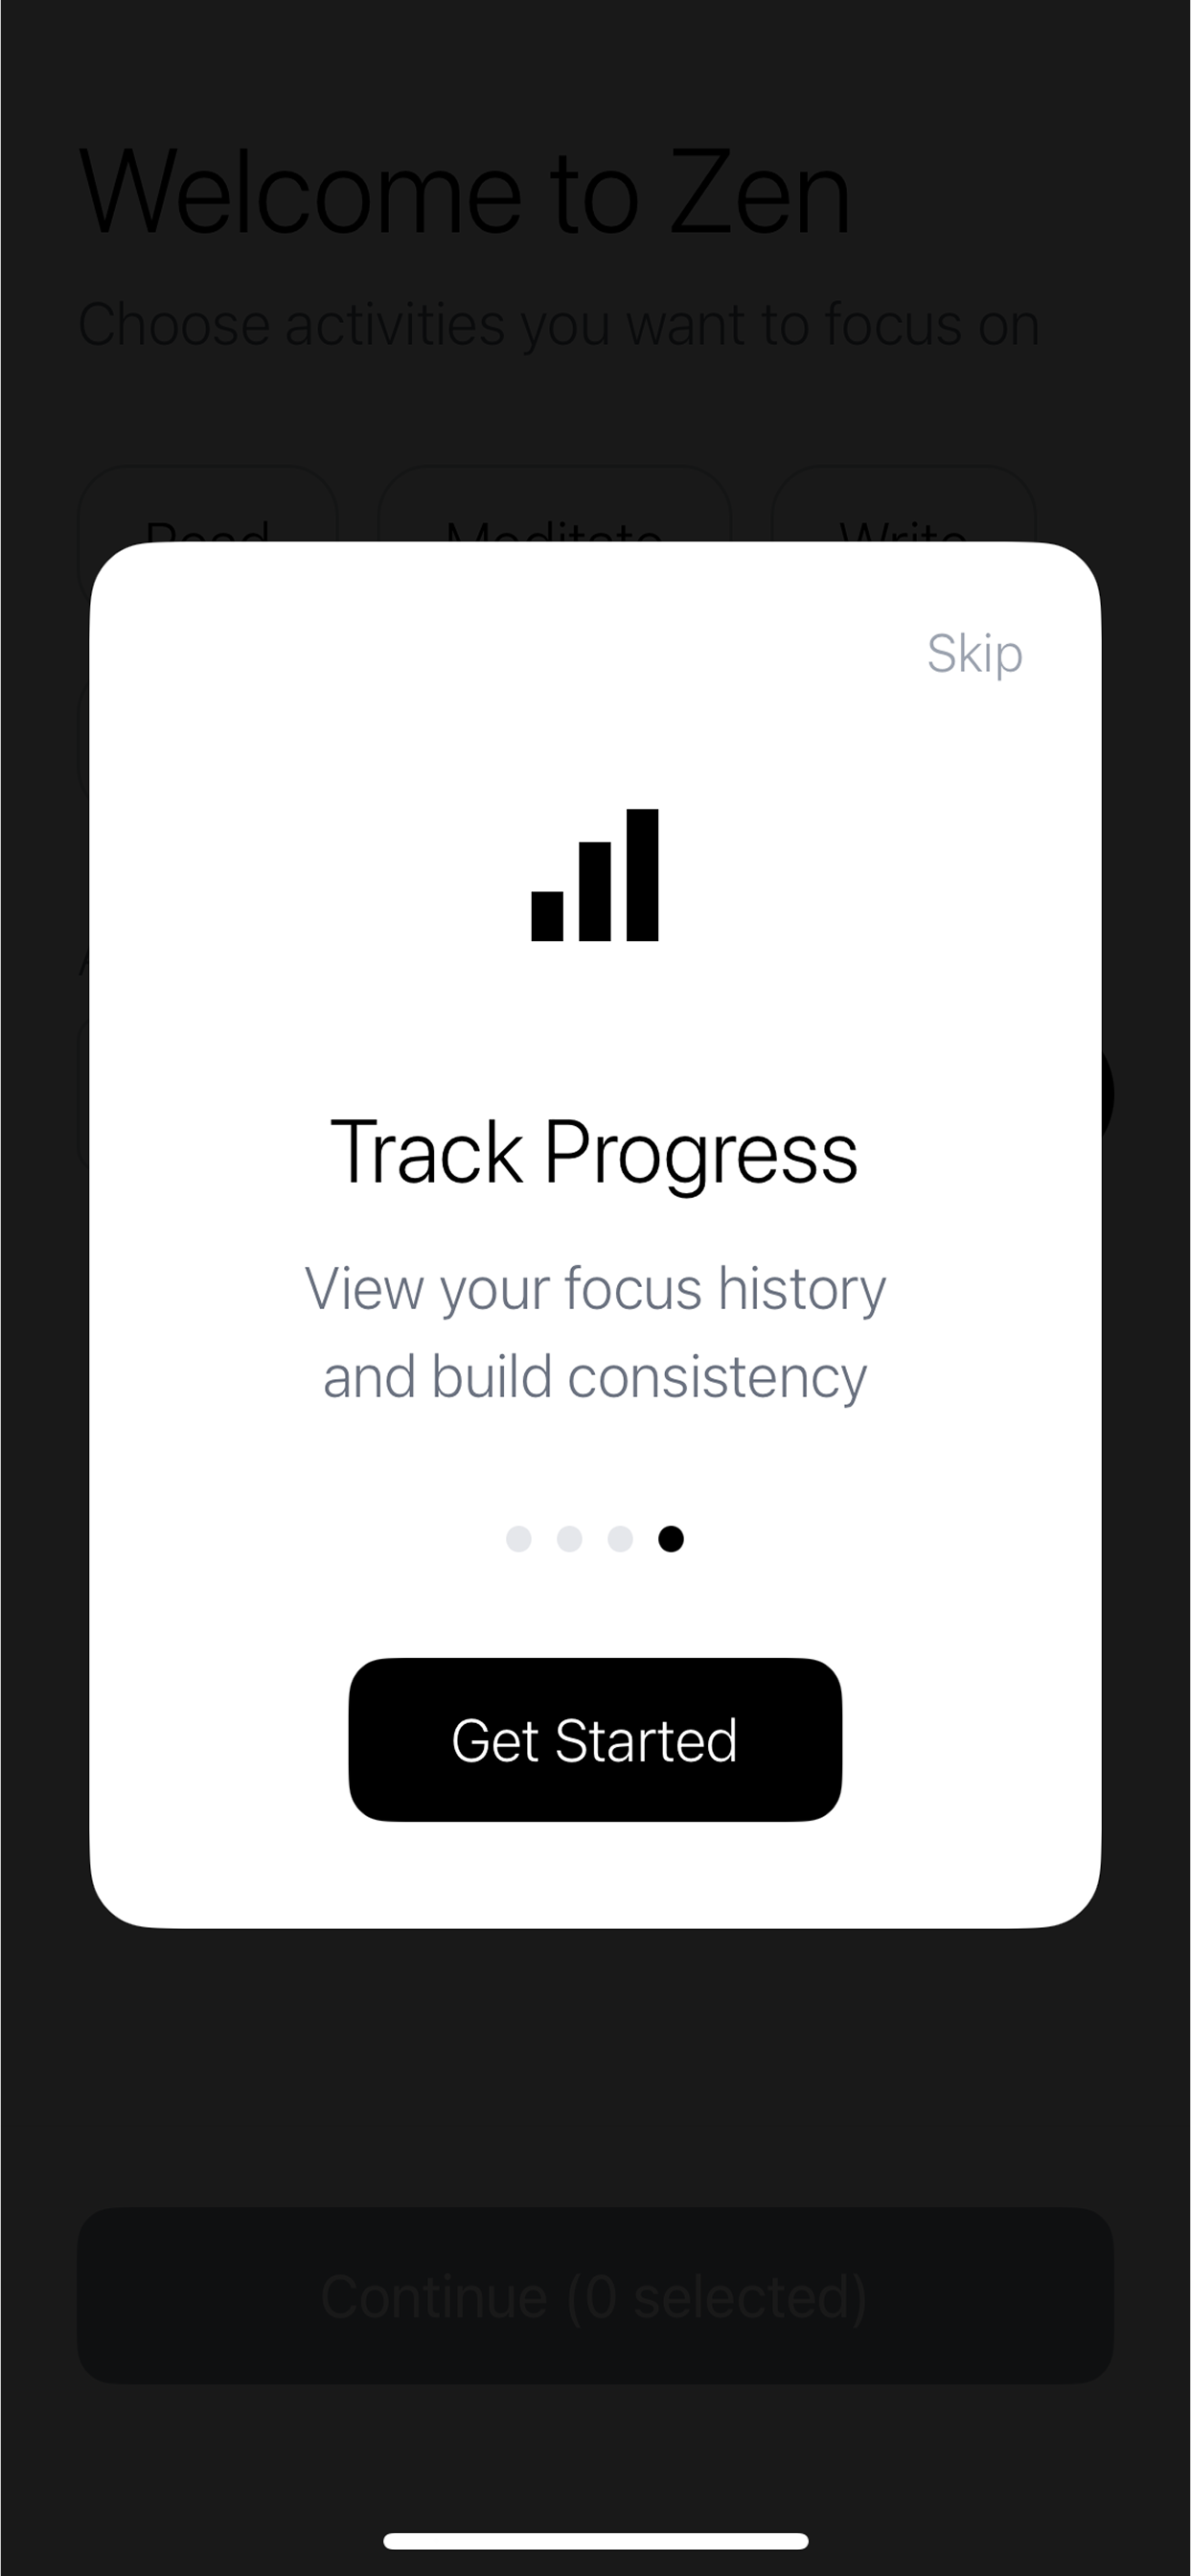 Welcome to Zen
Choose activities you want to focus on
Read Meditate Write
Skip
Track Progress
View your focus history
and build consistency
Get Started
Continue (0 selected)